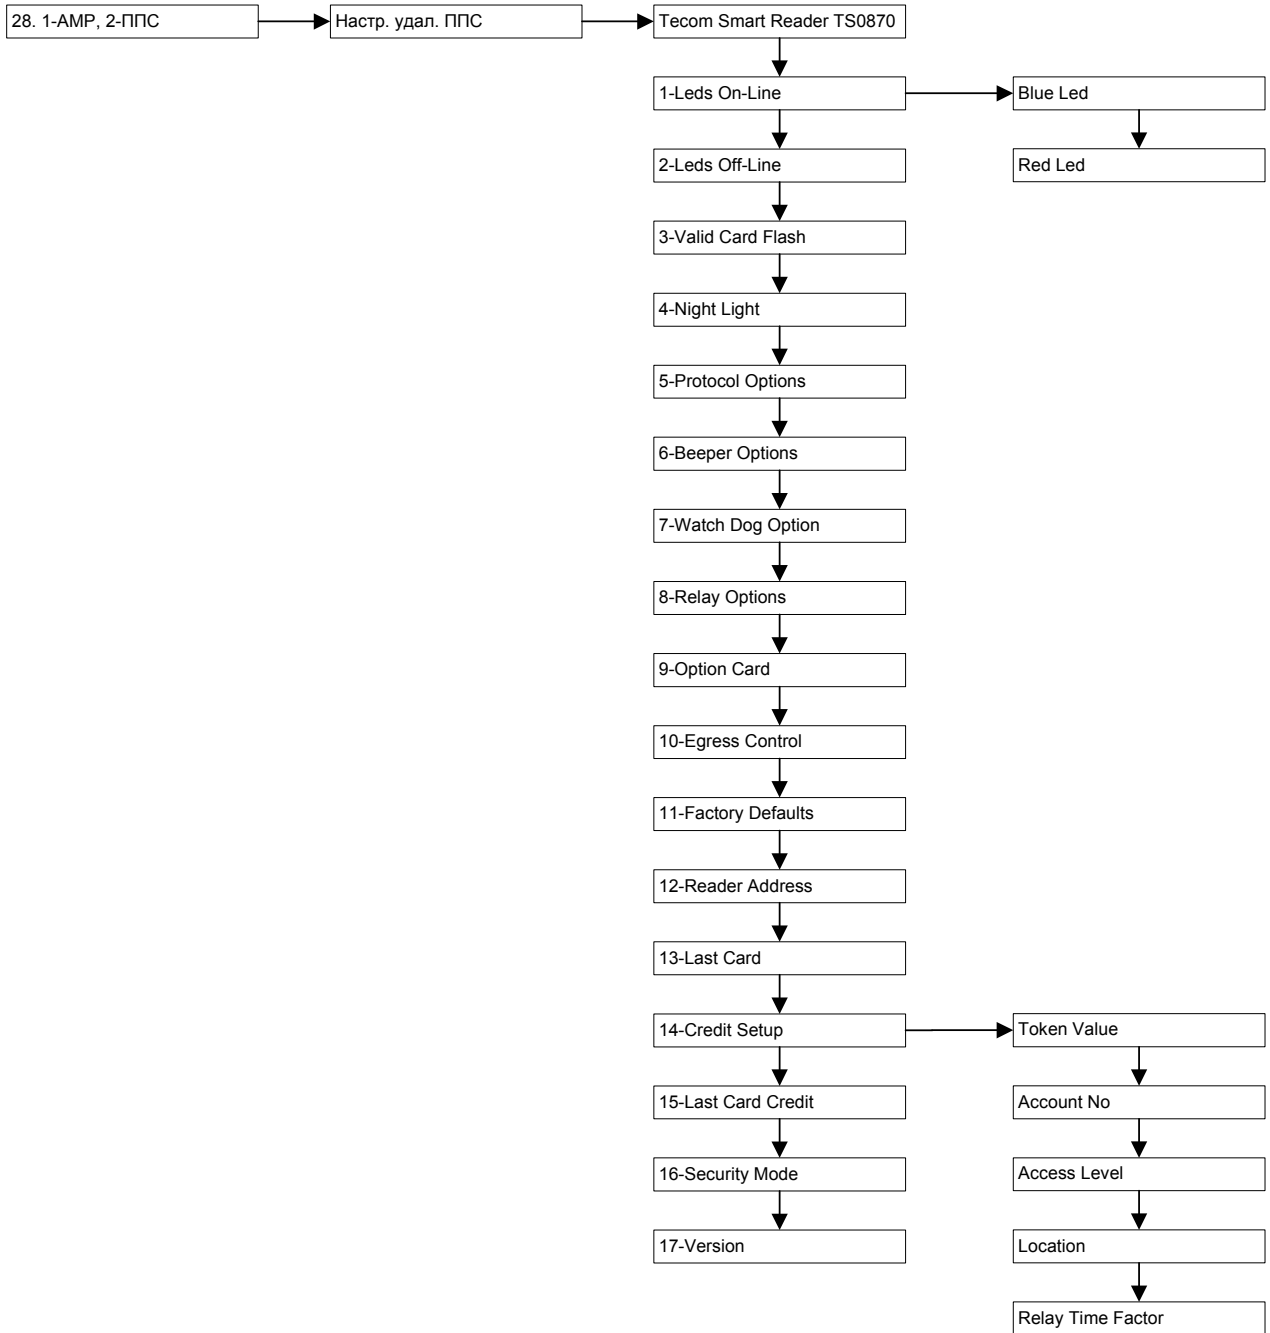 28. 1-АМР, 2-ППС
Настр. удал. ППС
Tecom Smart Reader TS0870
1-Leds On-Line
Blue Led
2-Leds Off-Line
Red Led
3-Valid Card Flash
4-Night Light
5-Protocol Options
6-Beeper Options
7-Watch Dog Option
8-Relay Options
9-Option Card
10-Egress Control
11-Factory Defaults
12-Reader Address
13-Last Card
14-Credit Setup
Token Value
15-Last Card Credit
Account No
16-Security Mode
Access Level
17-Version
Location
Relay Time Factor